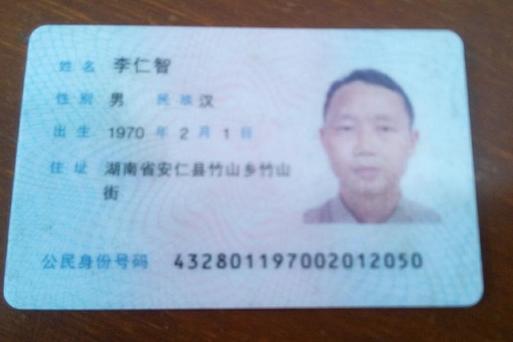 姓名 李仁智
性别 男 民族 汉
出生 1970 年 2 月 1 日
住址 湖南省安仁县竹山乡竹山
街
公民身份号码 432801197002012050